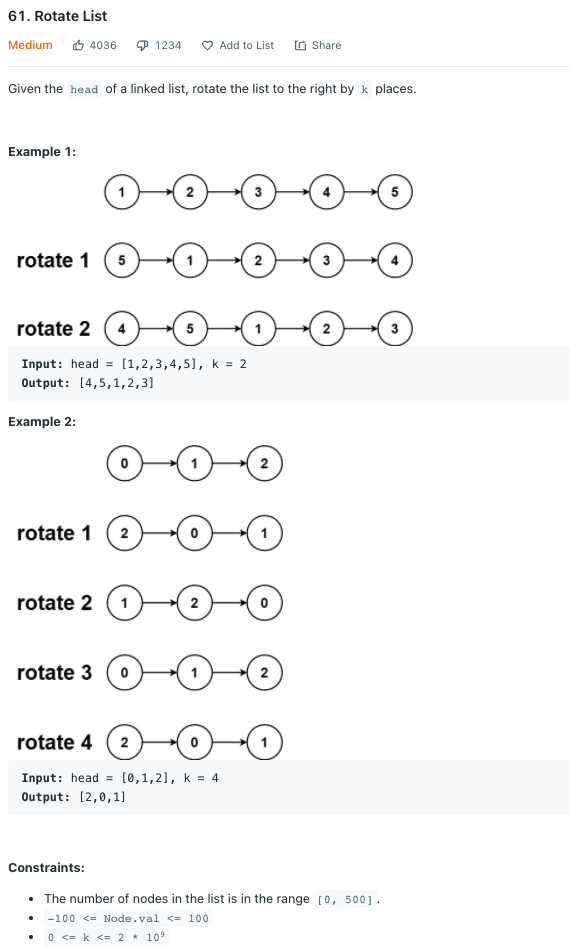 61. Rotate List
Medium 4036 1234 Add to List Share
Given the head of a linked list, rotate the list to the right by k places.
Example 1:
1 2 3 4 5
rotate 1 5 1 2 3 4
rotate 2 4 5 1 2 3
Input: head = [1,2,3,4,5], k = 2
Output: [4,5,1,2,3]
Example 2:
0 1 2
rotate 1 2 0 1
rotate 2 1 2 0
rotate 3 0 1 2
rotate 4 2 0 1
Input: head = [0,1,2], k = 4
Output: [2,0,1]
Constraints:
• The number of nodes in the list is in the range [0, 500].
• -100 <= Node.val <= 100
• 0 <= k <= 2 * 10⁹